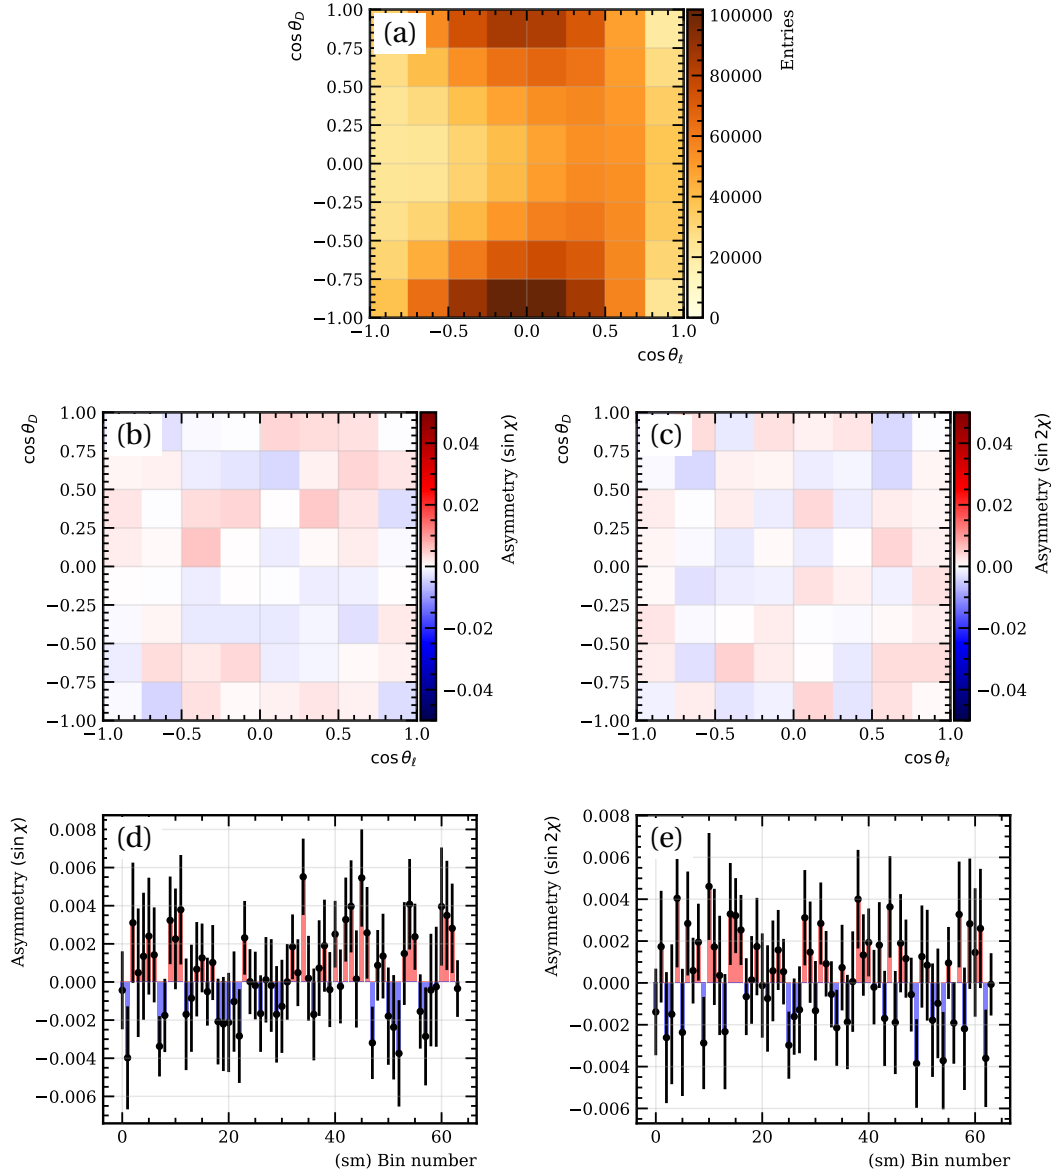 (a)
cos θ_D
1.00
0.75
0.50
0.25
0.00
−0.25
−0.50
−0.75
−1.00
−1.0 −0.5 0.0 0.5 1.0
cos θ_ℓ
100000
80000
60000
40000
20000
0
Entries
(b)
cos θ_D
1.00
0.75
0.50
0.25
0.00
−0.25
−0.50
−0.75
−1.00
−1.0 −0.5 0.0 0.5 1.0
cos θ_ℓ
0.04
0.02
0.00
−0.02
−0.04
Asymmetry (sin χ)
(c)
cos θ_D
1.00
0.75
0.50
0.25
0.00
−0.25
−0.50
−0.75
−1.00
−1.0 −0.5 0.0 0.5 1.0
cos θ_ℓ
0.04
0.02
0.00
−0.02
−0.04
Asymmetry (sin 2χ)
(d)
Asymmetry (sin χ)
0.008
0.006
0.004
0.002
0.000
−0.002
−0.004
−0.006
0 20 40 60
(sm) Bin number
(e)
Asymmetry (sin 2χ)
0.008
0.006
0.004
0.002
0.000
−0.002
−0.004
−0.006
0 20 40 60
(sm) Bin number